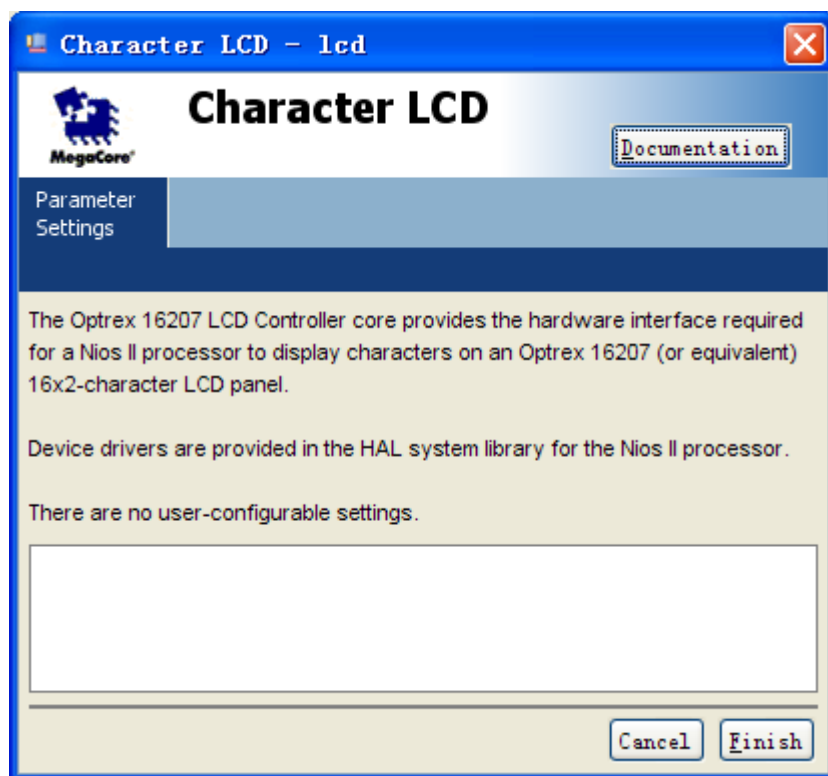 Character LCD - lcd
Character LCD
MegaCore®
Documentation
Parameter
Settings
The Optrex 16207 LCD Controller core provides the hardware interface required
for a Nios II processor to display characters on an Optrex 16207 (or equivalent)
16x2-character LCD panel.
Device drivers are provided in the HAL system library for the Nios II processor.
There are no user-configurable settings.
Cancel Finish